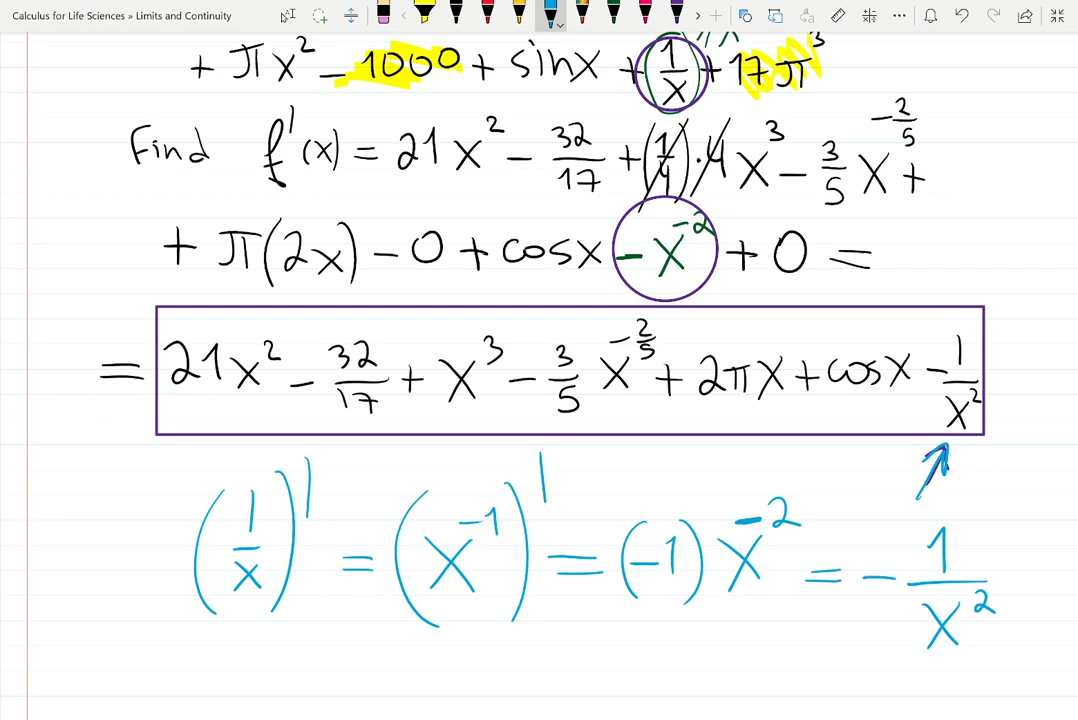 Calculus for Life Sciences » Limits and Continuity
+ πx² - 1000 + sinx + 1/x + 17π³
Find f'(x) = 21x² - 32/17 + (1/4)·4x³ - 3/5 x^(-2/5) +
+ π(2x) - 0 + cosx - x⁻² + 0 =
= 21x² - 32/17 + x³ - 3/5 x^(-2/5) + 2πx + cosx - 1/x²
(1/x)' = (x⁻¹)' = (-1)x⁻² = - 1/x²